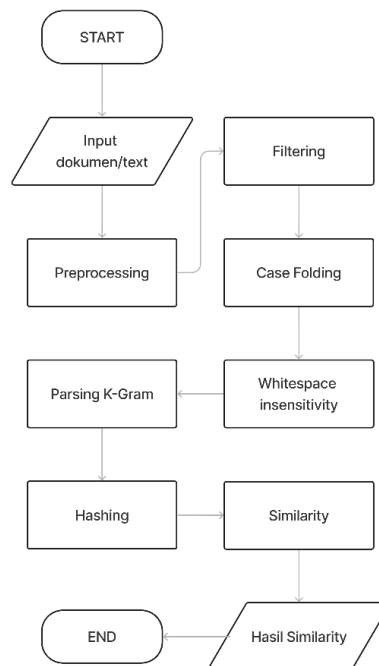 START
Input
dokumen/text
Preprocessing
Filtering
Case Folding
Whitespace
insensitivity
Parsing K-Gram
Hashing
Similarity
Hasil Similarity
END